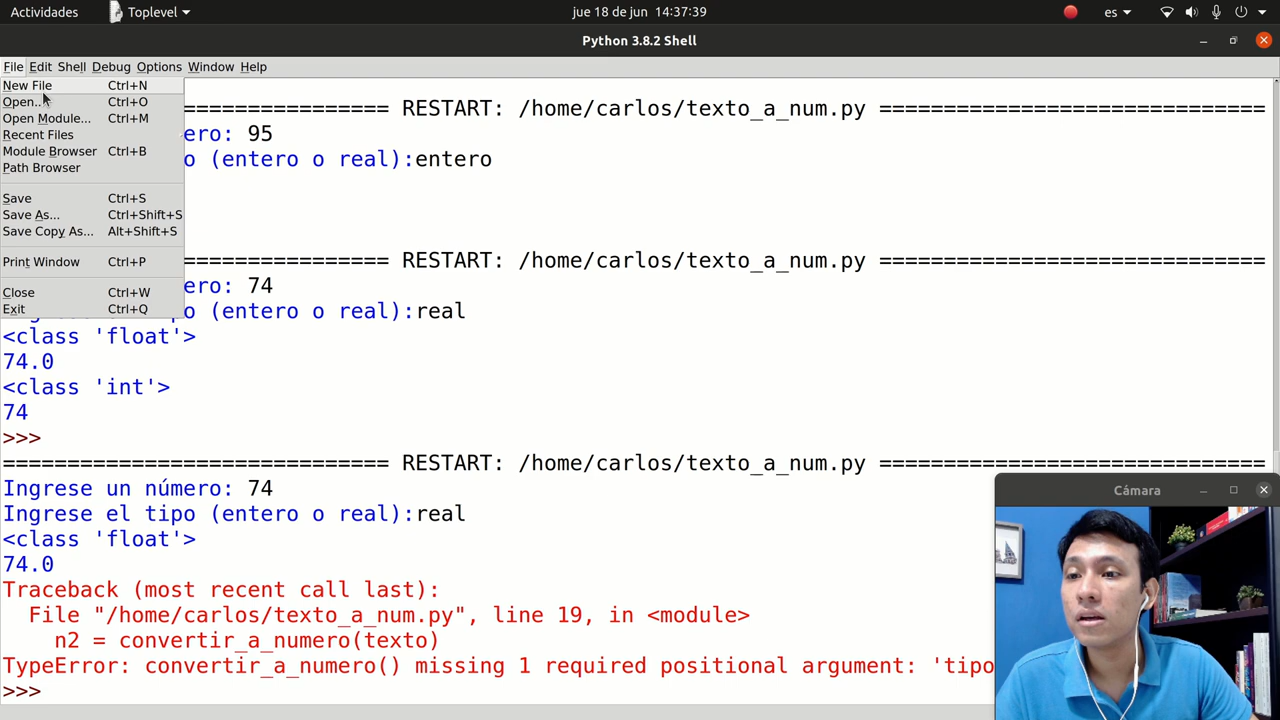 Actividades Toplevel jue 18 de jun 14:37:39 es
Python 3.8.2 Shell
File Edit Shell Debug Options Window Help
New File Ctrl+N
Open... Ctrl+O
Open Module... Ctrl+M
Recent Files
Module Browser Ctrl+B
Path Browser
Save Ctrl+S
Save As... Ctrl+Shift+S
Save Copy As... Alt+Shift+S
Print Window Ctrl+P
Close Ctrl+W
Exit Ctrl+Q
=============== RESTART: /home/carlos/texto_a_num.py ==============================
ero: 95
o (entero o real):entero
=============== RESTART: /home/carlos/texto_a_num.py ==============================
ero: 74
o (entero o real):real
<class 'float'>
74.0
<class 'int'>
74
>>>
============================== RESTART: /home/carlos/texto_a_num.py ==============================
Ingrese un número: 74
Ingrese el tipo (entero o real):real
<class 'float'>
74.0
Traceback (most recent call last):
File "/home/carlos/texto_a_num.py", line 19, in <module>
n2 = convertir_a_numero(texto)
TypeError: convertir_a_numero() missing 1 required positional argument: 'tipo
>>>
Cámara